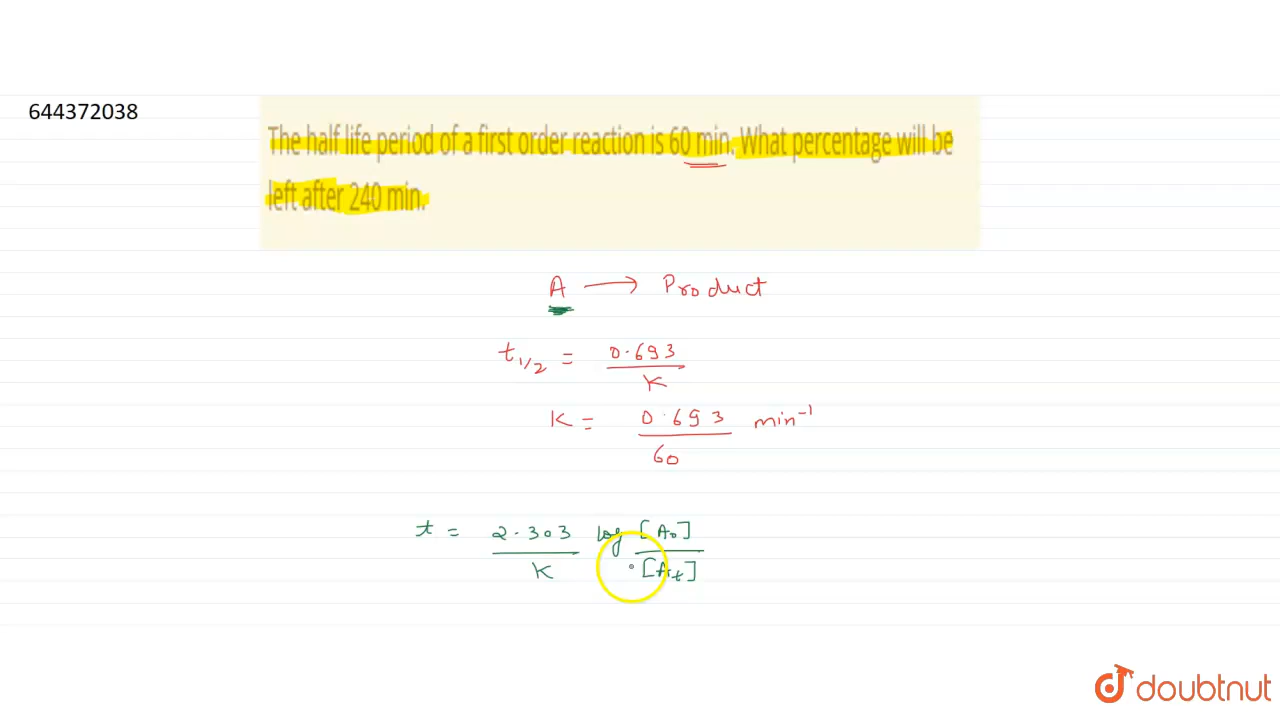 644372038
The half life period of a first order reaction is 60 min. What percentage will be
left after 240 min.
A → Product
t1/2 = 0.693
K
K = 0.693 min⁻¹
60
t = 2.303 log [A0]
K [At]
doubtnut